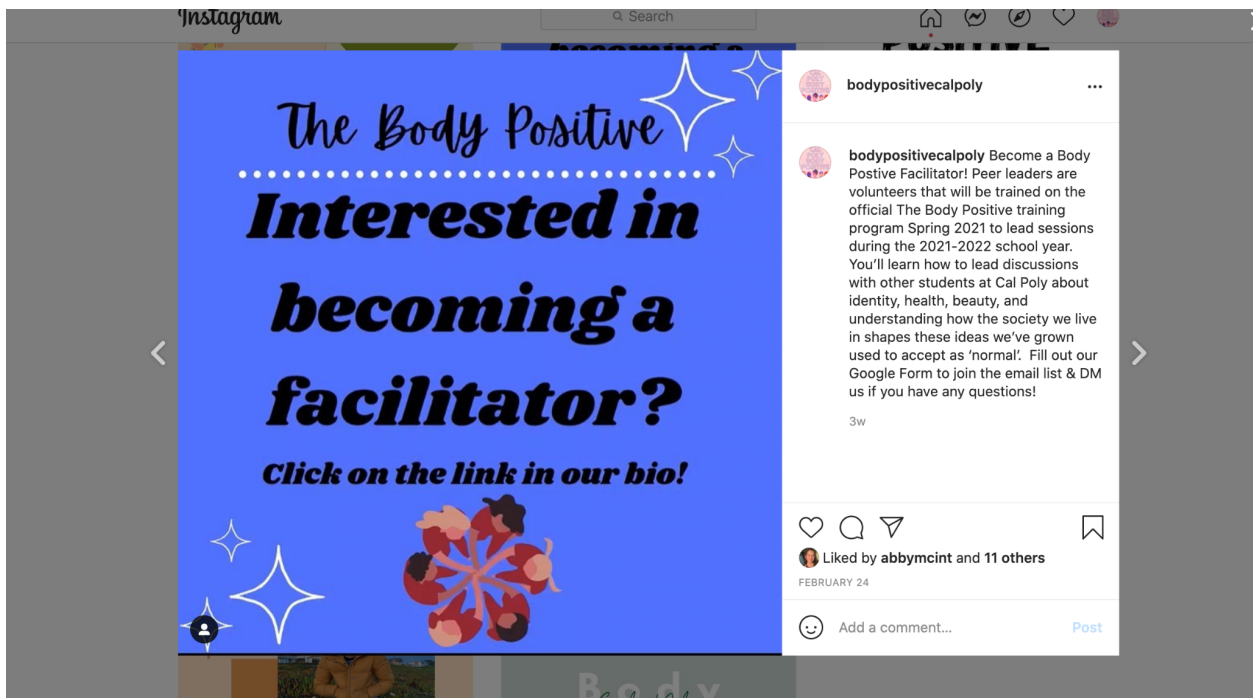 Instagram
Search
becoming a
POSITIVE
The Body Positive
Interested in
becoming a
facilitator?
Click on the link in our bio!
bodypositivecalpoly
bodypositivecalpoly Become a Body
Postive Facilitator! Peer leaders are
volunteers that will be trained on the
official The Body Positive training
program Spring 2021 to lead sessions
during the 2021-2022 school year.
You’ll learn how to lead discussions
with other students at Cal Poly about
identity, health, beauty, and
understanding how the society we live
in shapes these ideas we’ve grown
used to accept as ‘normal’.  Fill out our
Google Form to join the email list & DM
us if you have any questions!
3w
Liked by abbymcint and 11 others
FEBRUARY 24
Add a comment...
Post
Body